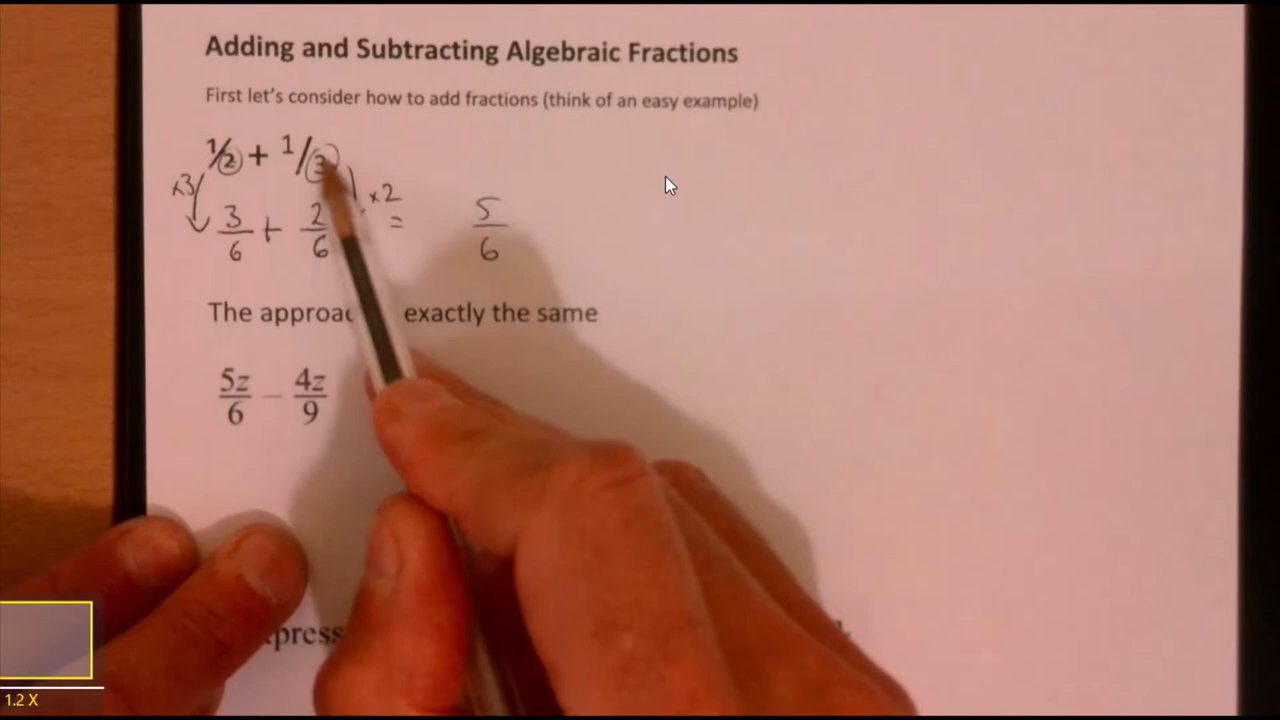 Adding and Subtracting Algebraic Fractions
First let's consider how to add fractions (think of an easy example)
1/2 + 1/3
×3 ×2
3/6 + 2/6 = 5/6
The exactly the same
5z/6 − 4z/9
1.2 X